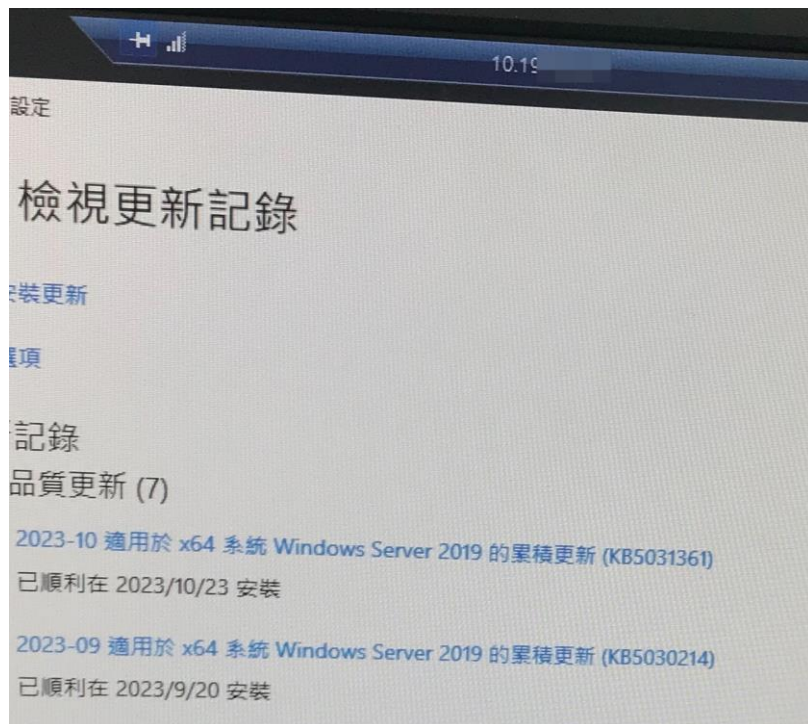 10.19
設定
檢視更新記錄
安裝更新
選項
記錄
品質更新 (7)
2023-10 適用於 x64 系統 Windows Server 2019 的累積更新 (KB5031361)
已順利在 2023/10/23 安裝
2023-09 適用於 x64 系統 Windows Server 2019 的累積更新 (KB5030214)
已順利在 2023/9/20 安裝